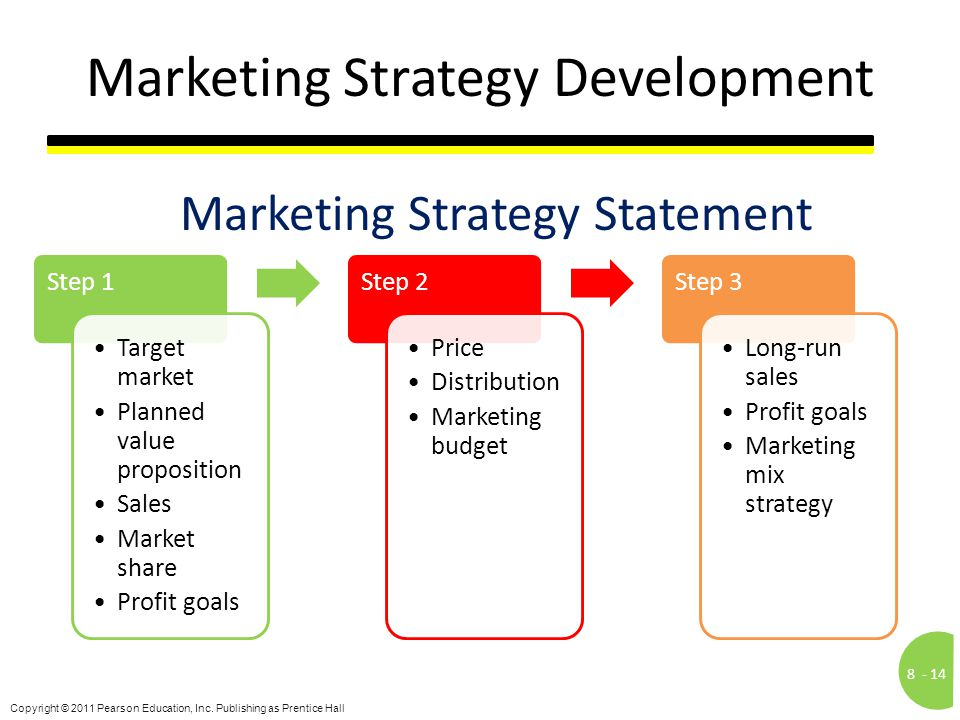 Marketing Strategy Development
Marketing Strategy Statement
Step 1
• Target
market
• Planned
value
proposition
• Sales
• Market
share
• Profit goals
Step 2
• Price
• Distribution
• Marketing
budget
Step 3
• Long-run
sales
• Profit goals
• Marketing
mix
strategy
8 - 14
Copyright © 2011 Pearson Education, Inc. Publishing as Prentice Hall